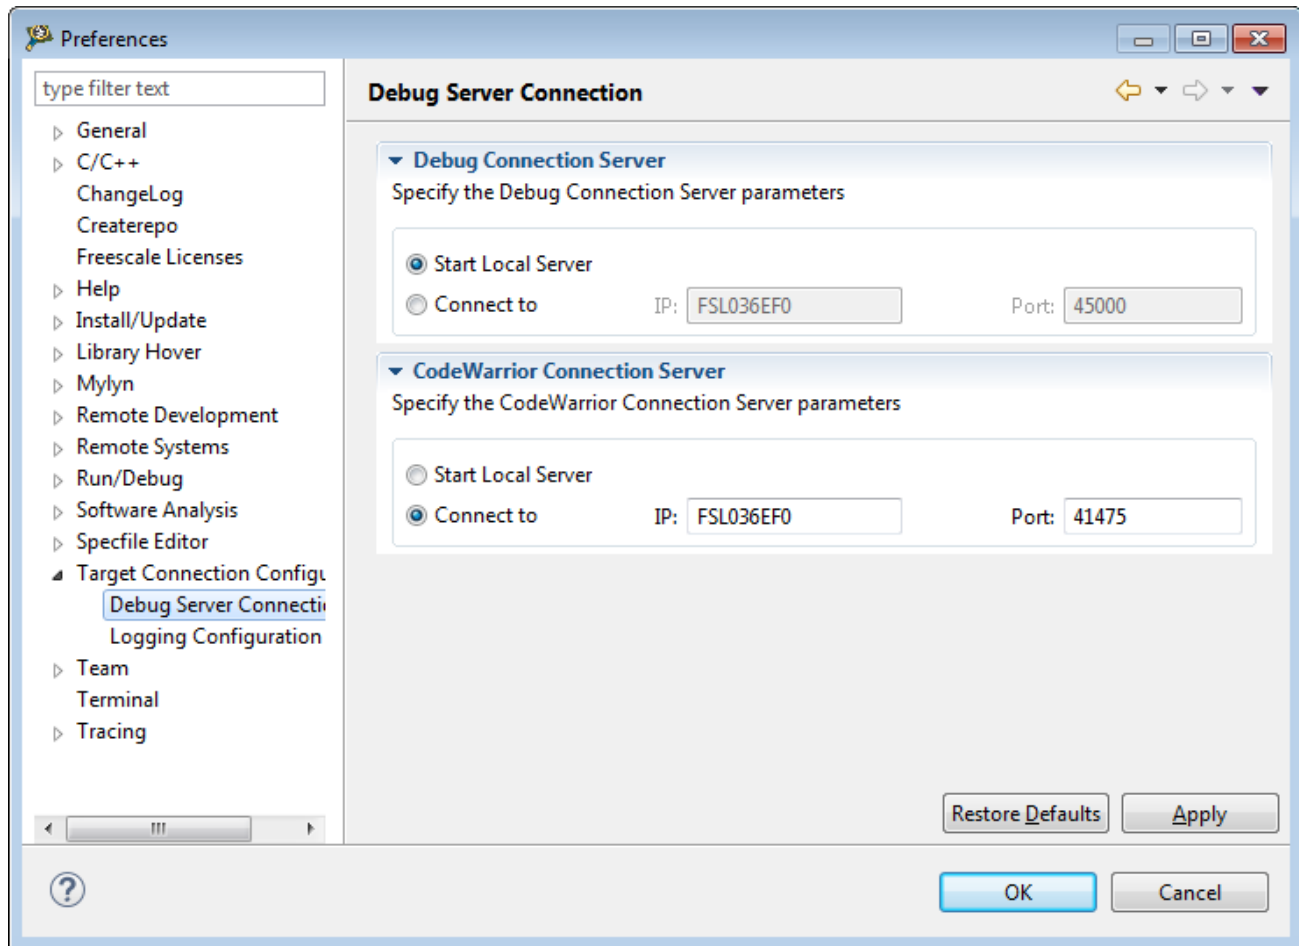 Preferences
type filter text
General
C/C++
ChangeLog
Createrepo
Freescale Licenses
Help
Install/Update
Library Hover
Mylyn
Remote Development
Remote Systems
Run/Debug
Software Analysis
Specfile Editor
Target Connection Configu
Debug Server Connecti
Logging Configuration
Team
Terminal
Tracing
Debug Server Connection
Debug Connection Server
Specify the Debug Connection Server parameters
Start Local Server
Connect to IP: FSL036EF0 Port: 45000
CodeWarrior Connection Server
Specify the CodeWarrior Connection Server parameters
Start Local Server
Connect to IP: FSL036EF0 Port: 41475
Restore Defaults Apply
OK Cancel